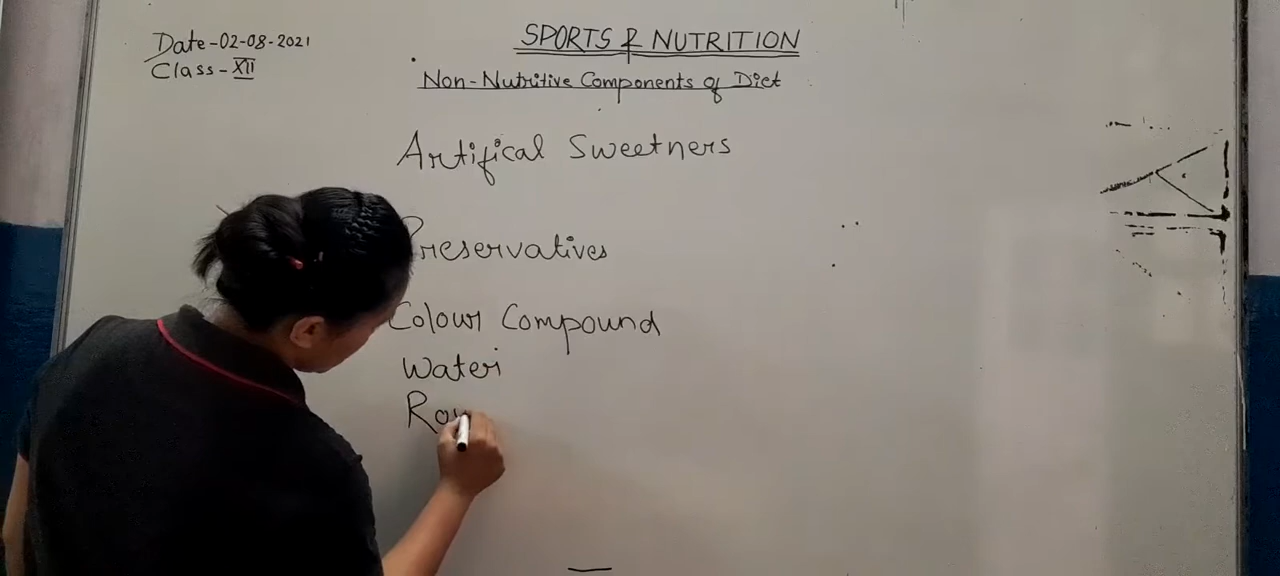 Date-02-08-2021
Class-XII
SPORTS & NUTRITION
Non-Nutritive Components of Diet
Artifical Sweetners
Preservatives
Colour Compound
Water